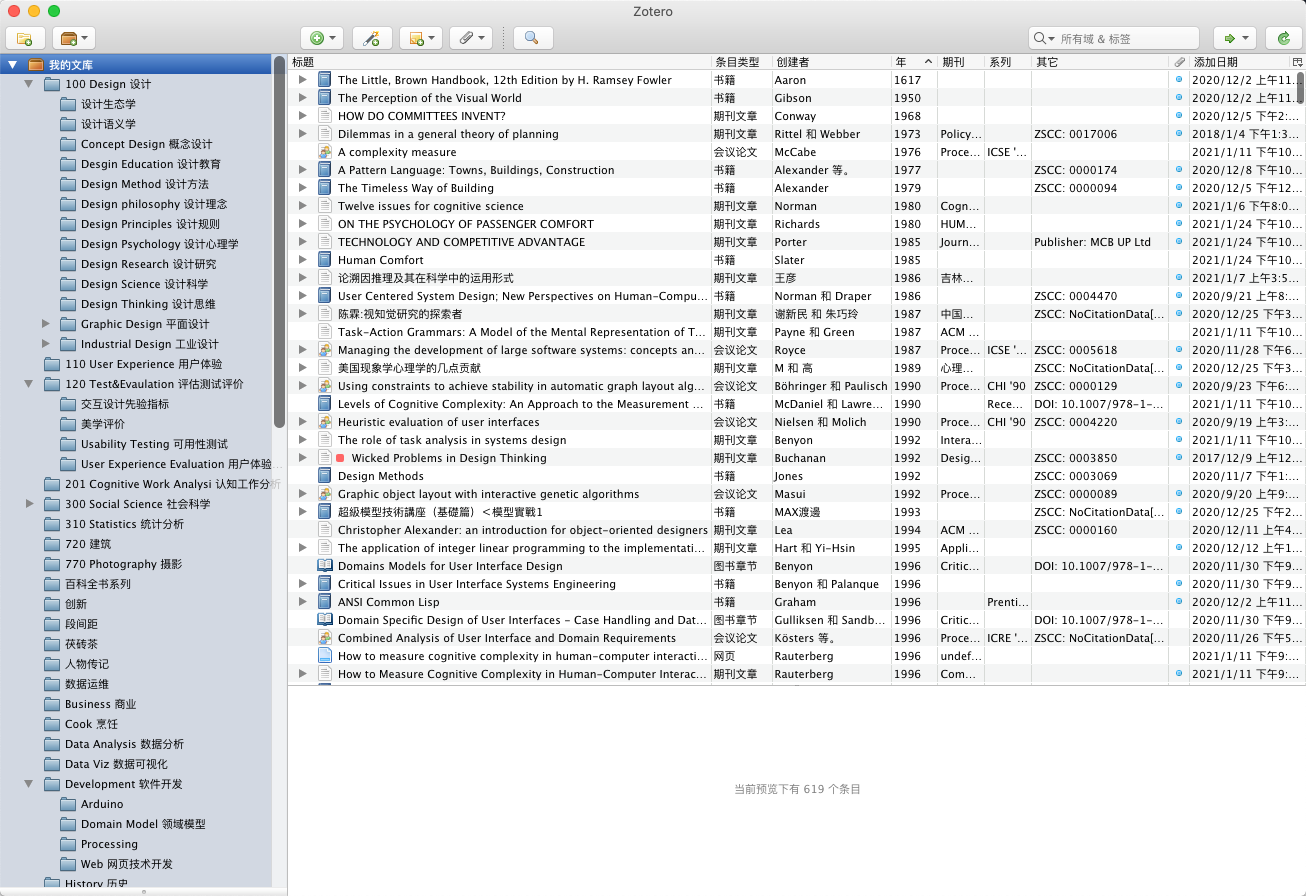 Zotero
所有域 & 标签
我的文库
100 Design 设计
设计生态学
设计语义学
Concept Design 概念设计
Desgin Education 设计教育
Design Method 设计方法
Design philosophy 设计理念
Design Principles 设计规则
Design Psychology 设计心理学
Design Research 设计研究
Design Science 设计科学
Design Thinking 设计思维
Graphic Design 平面设计
Industrial Design 工业设计
110 User Experience 用户体验
120 Test&Evaulation 评估测试评价
交互设计先验指标
美学评价
Usability Testing 可用性测试
User Experience Evaluation 用户体验...
201 Cognitive Work Analysi 认知工作分析
300 Social Science 社会科学
310 Statistics 统计分析
720 建筑
770 Photography 摄影
百科全书系列
创新
段间距
茯砖茶
人物传记
数据运维
Business 商业
Cook 烹饪
Data Analysis 数据分析
Data Viz 数据可视化
Development 软件开发
Arduino
Domain Model 领域模型
Processing
Web 网页技术开发
History 历史
标题 条目类型 创建者 年 期刊 系列 其它 添加日期
The Little, Brown Handbook, 12th Edition by H. Ramsey Fowler 书籍 Aaron 1617 2020/12/2 上午11...
The Perception of the Visual World 书籍 Gibson 1950 2020/12/2 上午11...
HOW DO COMMITTEES INVENT? 期刊文章 Conway 1968 2020/12/5 下午2:...
Dilemmas in a general theory of planning 期刊文章 Rittel 和 Webber 1973 Policy... ZSCC: 0017006 2018/1/4 下午1:3...
A complexity measure 会议论文 McCabe 1976 Proce... ICSE '... 2021/1/11 下午10...
A Pattern Language: Towns, Buildings, Construction 书籍 Alexander 等。 1977 ZSCC: 0000174 2020/12/8 下午10...
The Timeless Way of Building 书籍 Alexander 1979 ZSCC: 0000094 2020/12/5 下午12...
Twelve issues for cognitive science 期刊文章 Norman 1980 Cogn... 2021/1/6 下午8:0...
ON THE PSYCHOLOGY OF PASSENGER COMFORT 期刊文章 Richards 1980 HUM... 2021/1/24 下午10...
TECHNOLOGY AND COMPETITIVE ADVANTAGE 期刊文章 Porter 1985 Journ... Publisher: MCB UP Ltd 2021/1/24 下午10...
Human Comfort 书籍 Slater 1985 2021/1/24 下午10...
论溯因推理及其在科学中的运用形式 期刊文章 王彦 1986 吉林... 2021/1/7 上午3:5...
User Centered System Design; New Perspectives on Human-Compu... 书籍 Norman 和 Draper 1986 ZSCC: 0004470 2020/9/21 上午8:...
陈霖:视知觉研究的探索者 期刊文章 谢新民 和 朱巧玲 1987 中国... ZSCC: NoCitationData[... 2020/12/25 下午3...
Task-Action Grammars: A Model of the Mental Representation of T... 期刊文章 Payne 和 Green 1987 ACM ... 2021/1/11 下午10...
Managing the development of large software systems: concepts an... 会议论文 Royce 1987 Proce... ICSE '... ZSCC: 0005618 2020/11/28 下午6...
美国现象学心理学的几点贡献 期刊文章 M 和 高 1989 心理... ZSCC: NoCitationData[... 2020/12/25 下午3...
Using constraints to achieve stability in automatic graph layout alg... 会议论文 Böhringer 和 Paulisch 1990 Proce... CHI '90 ZSCC: 0000129 2020/9/23 下午6:...
Levels of Cognitive Complexity: An Approach to the Measurement ... 书籍 McDaniel 和 Lawre... 1990 Rece... DOI: 10.1007/978-1-... 2021/1/11 下午10...
Heuristic evaluation of user interfaces 会议论文 Nielsen 和 Molich 1990 Proce... CHI '90 ZSCC: 0004220 2020/9/19 上午3:...
The role of task analysis in systems design 期刊文章 Benyon 1992 Intera... 2021/1/11 下午10...
Wicked Problems in Design Thinking 期刊文章 Buchanan 1992 Desig... ZSCC: 0003850 2017/12/9 上午12...
Design Methods 书籍 Jones 1992 ZSCC: 0003069 2020/11/7 下午1:...
Graphic object layout with interactive genetic algorithms 会议论文 Masui 1992 Proce... ZSCC: 0000089 2020/9/20 上午9:...
超級模型技術講座（基礎篇）＜模型實戰1 书籍 MAX渡邊 1993 ZSCC: NoCitationData[... 2020/12/25 下午2...
Christopher Alexander: an introduction for object-oriented designers 期刊文章 Lea 1994 ACM ... ZSCC: 0000160 2020/12/11 上午4...
The application of integer linear programming to the implementati... 期刊文章 Hart 和 Yi-Hsin 1995 Appli... 2020/12/12 上午1...
Domains Models for User Interface Design 图书章节 Benyon 1996 Critic... DOI: 10.1007/978-1-... 2020/11/30 下午9...
Critical Issues in User Interface Systems Engineering 书籍 Benyon 和 Palanque 1996 2020/11/30 下午9...
ANSI Common Lisp 书籍 Graham 1996 Prenti... 2020/12/2 上午11...
Domain Specific Design of User Interfaces – Case Handling and Dat... 图书章节 Gulliksen 和 Sandb... 1996 Critic... DOI: 10.1007/978-1-... 2020/11/30 下午9...
Combined Analysis of User Interface and Domain Requirements 会议论文 Kösters 等。 1996 Proce... ICRE '... ZSCC: NoCitationData[... 2020/11/26 下午5...
How to measure cognitive complexity in human-computer interacti... 网页 Rauterberg 1996 undef... 2021/1/11 下午9:...
How to Measure Cognitive Complexity in Human-Computer Interac... 期刊文章 Rauterberg 1996 Com... 2021/1/11 下午9:...
当前预览下有 619 个条目